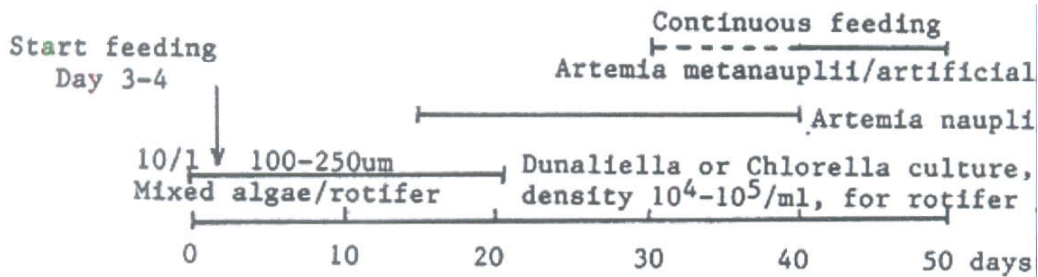 Continuous feeding
Start feeding
Day 3-4
Artemia metanauplii/artificial
Artemia naupli
10/1 100-250um
Mixed algae/rotifer
Dunaliella or Chlorella culture,
density 10⁴-10⁵/ml, for rotifer
0 10 20 30 40 50 days